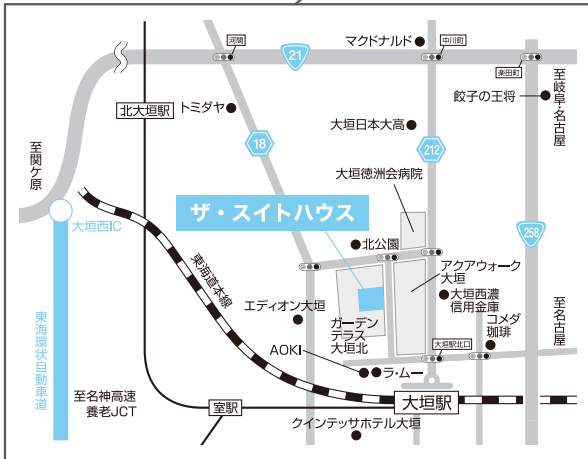 河間
マクドナルド
中川町
楽田町
21
至岐阜・名古屋
餃子の王将
北大垣駅
トミダヤ
大垣日本大高
至関ケ原
18
212
大垣徳洲会病院
ザ・スイトハウス
大垣西IC
258
北公園
東海道本線
アクアウォーク
大垣
エディオン大垣
ガーデン
テラス
大垣北
大垣西濃
信用金庫
コメダ
珈琲
至名古屋
東海環状自動車道
AOKI
ラ・ムー
大垣駅北口
至名神高速
養老JCT
室駅
大垣駅
クインテッサホテル大垣